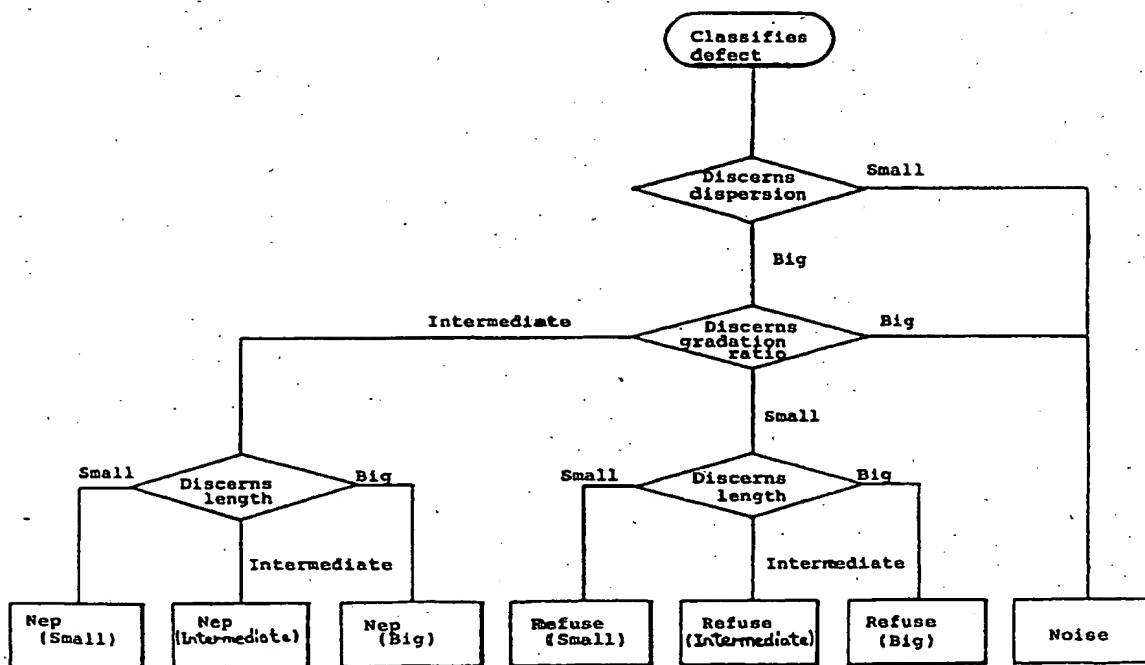 Classifies
defect
Discerns
dispersion
Small
Big
Intermediate
Discerns
gradation
ratio
Big
Small
Small
Discerns
length
Big
Intermediate
Small
Discerns
length
Big
Intermediate
Nep
(Small)
Nep
(Intermediate)
Nep
(Big)
Refuse
(Small)
Refuse
(Intermediate)
Refuse
(Big)
Noise